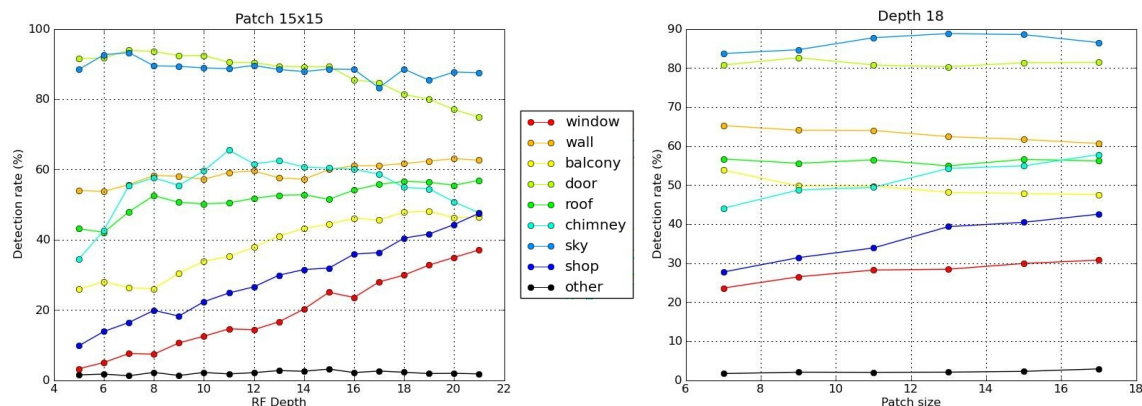 Patch 15x15
100
80
60
40
20
0
Detection rate (%)
4 6 8 10 12 14 16 18 20 22
RF Depth
window
wall
balcony
door
roof
chimney
sky
shop
other
Depth 18
90
80
70
60
50
40
30
20
10
0
Detection rate (%)
6 8 10 12 14 16 18
Patch size